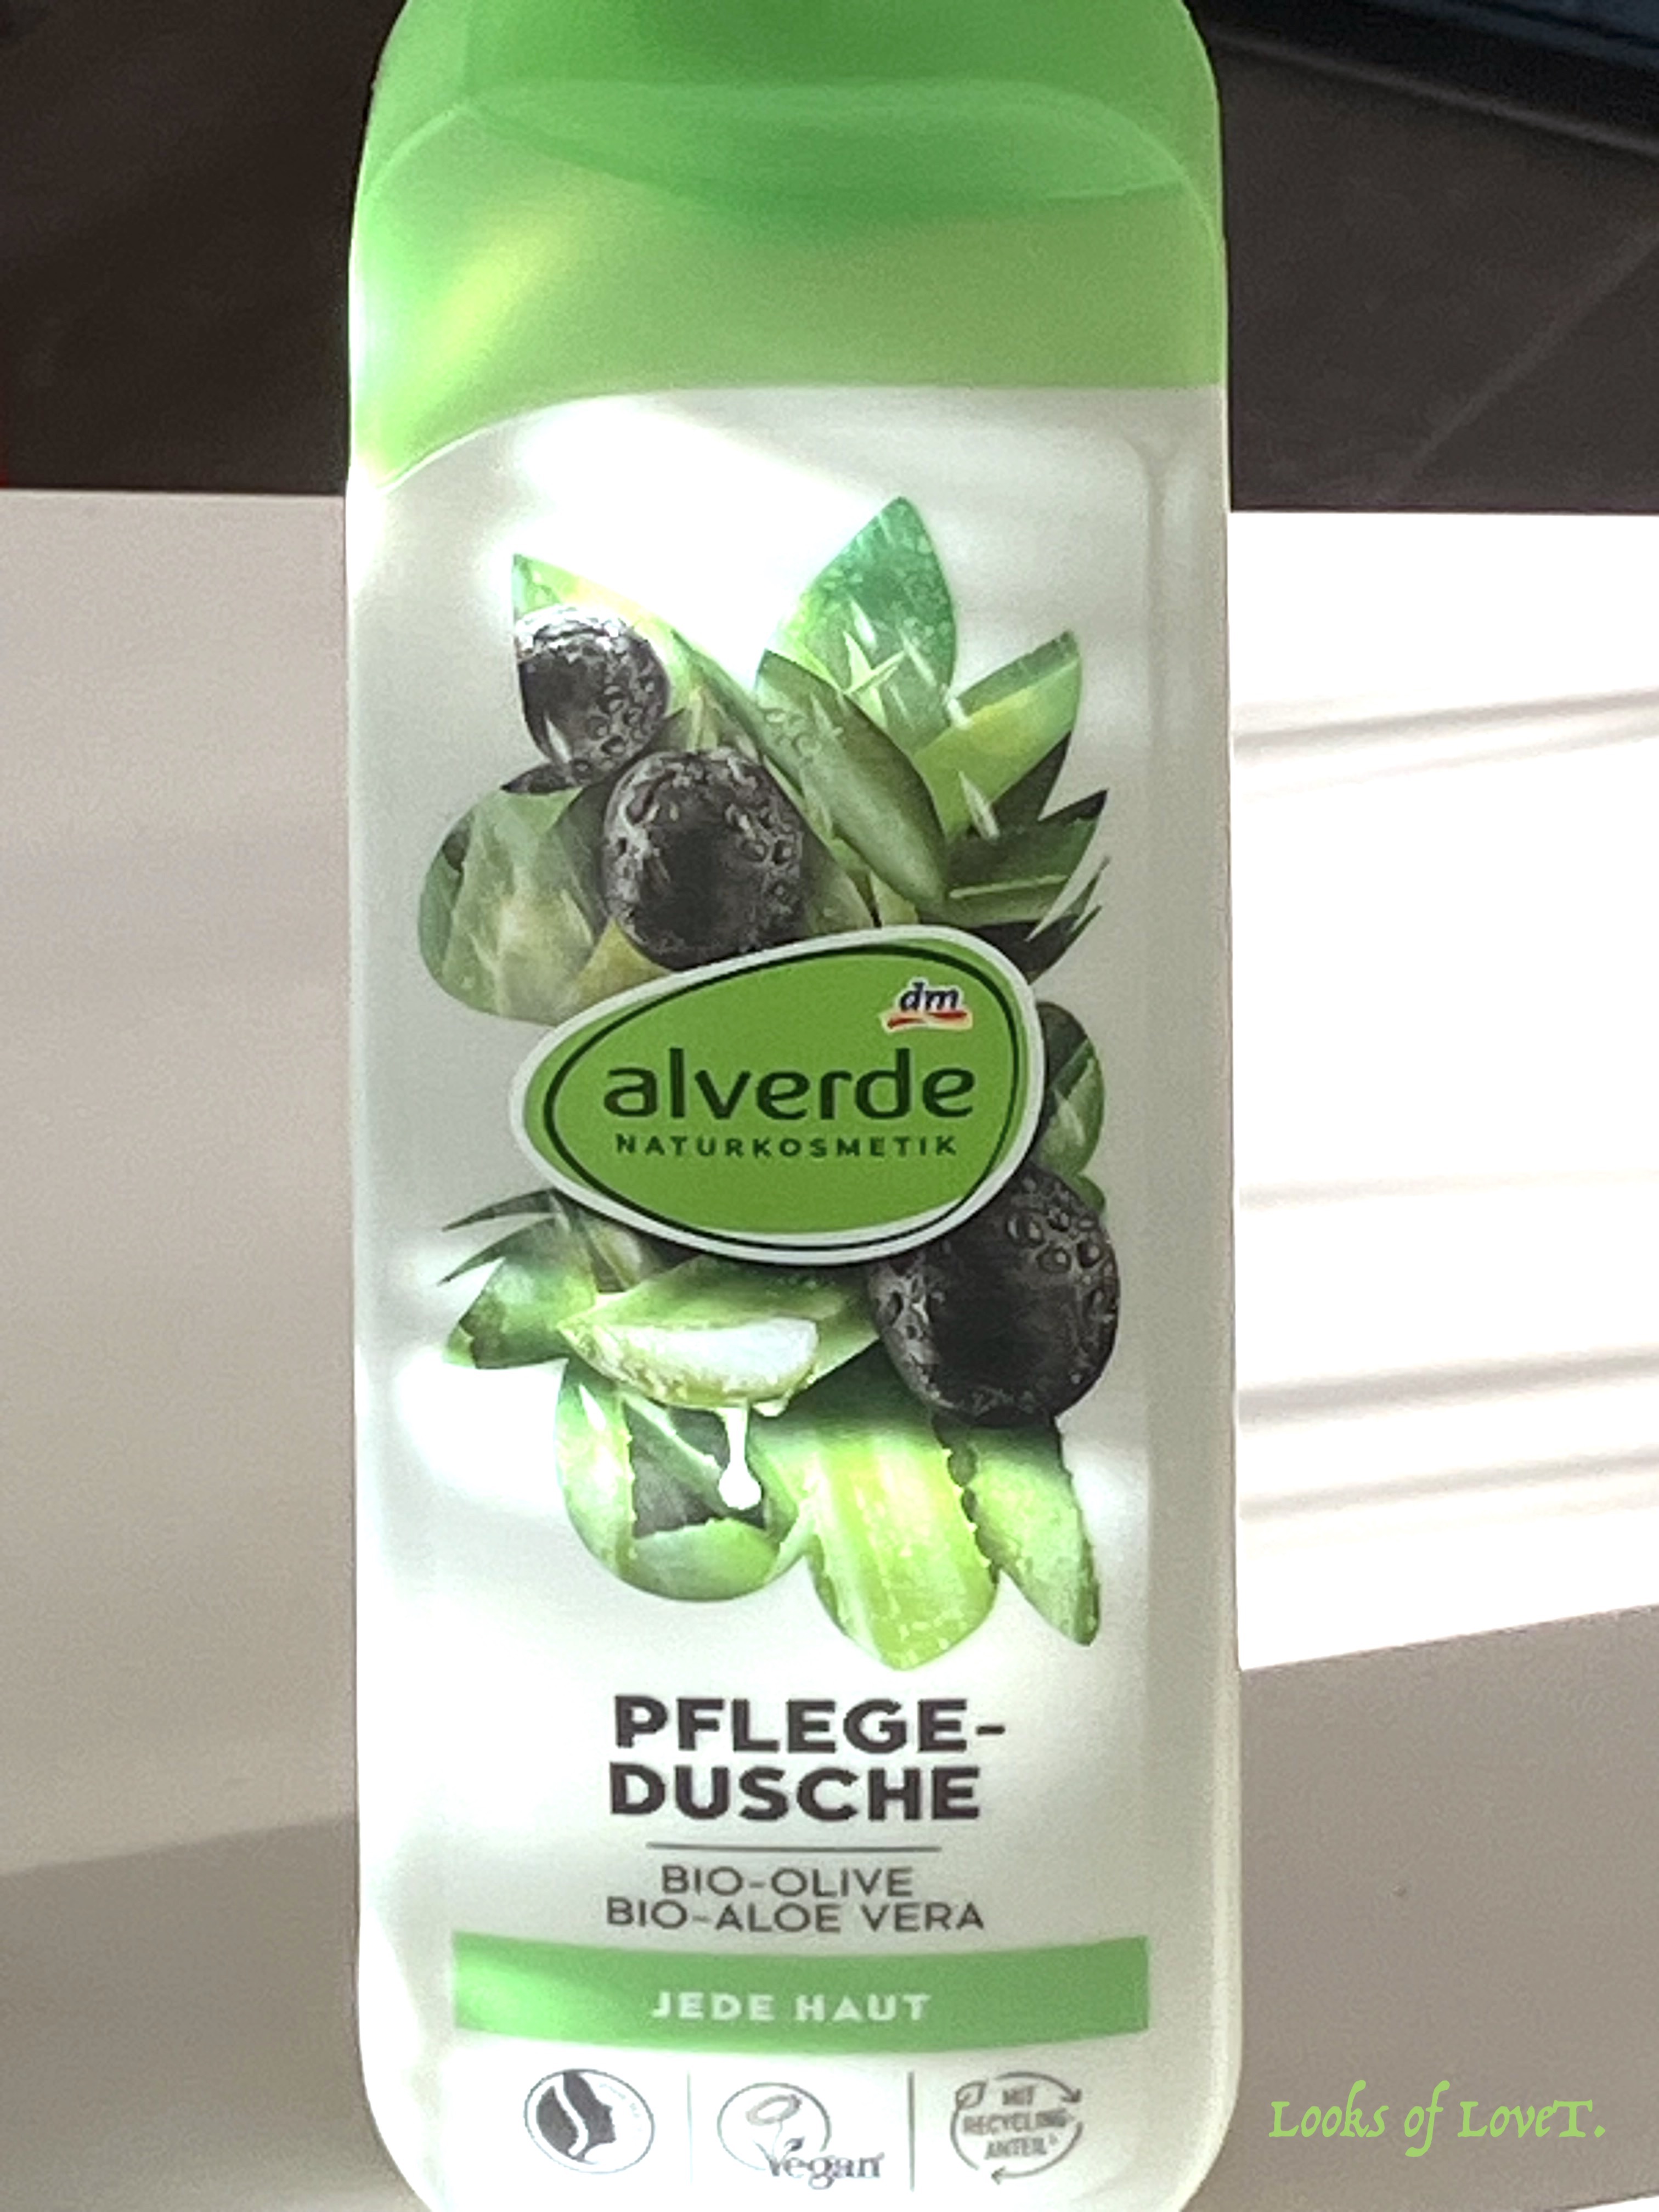 dm
alverde
NATURKOSMETIK
PFLEGE-
DUSCHE
BIO-OLIVE
BIO-ALOE VERA
JEDE HAUT
Vegan
MIT
RECYCLING-
ANTEIL
Looks of LoveT.